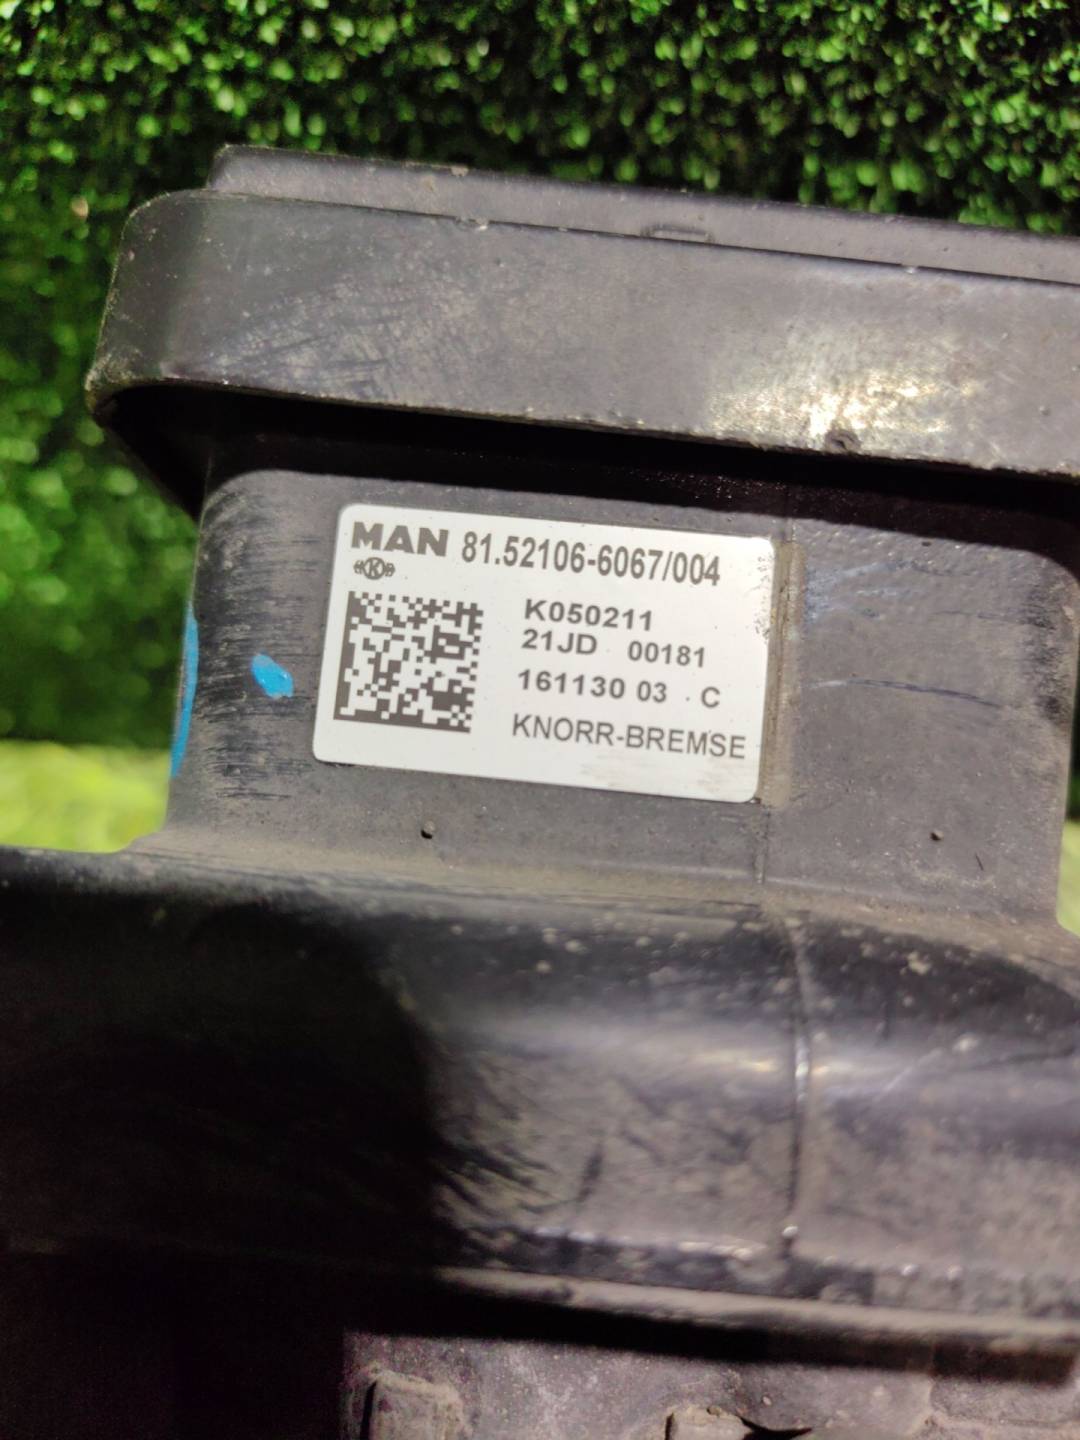 MAN 81.52106-6067/004
K
K050211
21JD 00181
161130 03 . C
KNORR-BREMSE